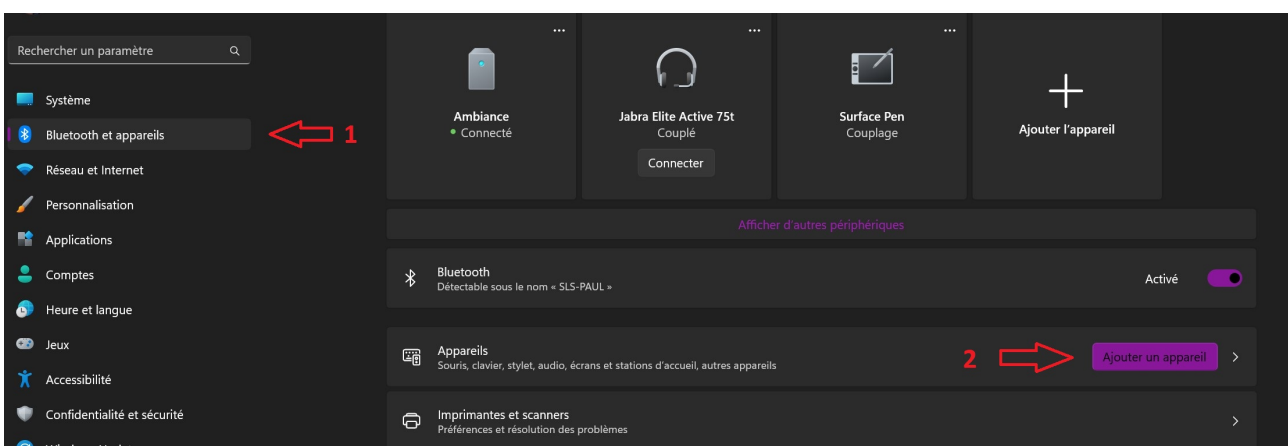 Rechercher un paramètre
Système
Bluetooth et appareils
1
Réseau et Internet
Personnalisation
Applications
Comptes
Heure et langue
Jeux
Accessibilité
Confidentialité et sécurité
Ambiance
Connecté
Jabra Elite Active 75t
Couplé
Connecter
Surface Pen
Couplage
Ajouter l'appareil
Afficher d'autres périphériques
Bluetooth
Détectable sous le nom « SLS-PAUL »
Activé
Appareils
Souris, clavier, stylet, audio, écrans et stations d'accueil, autres appareils
2
Ajouter un appareil
Imprimantes et scanners
Préférences et résolution des problèmes